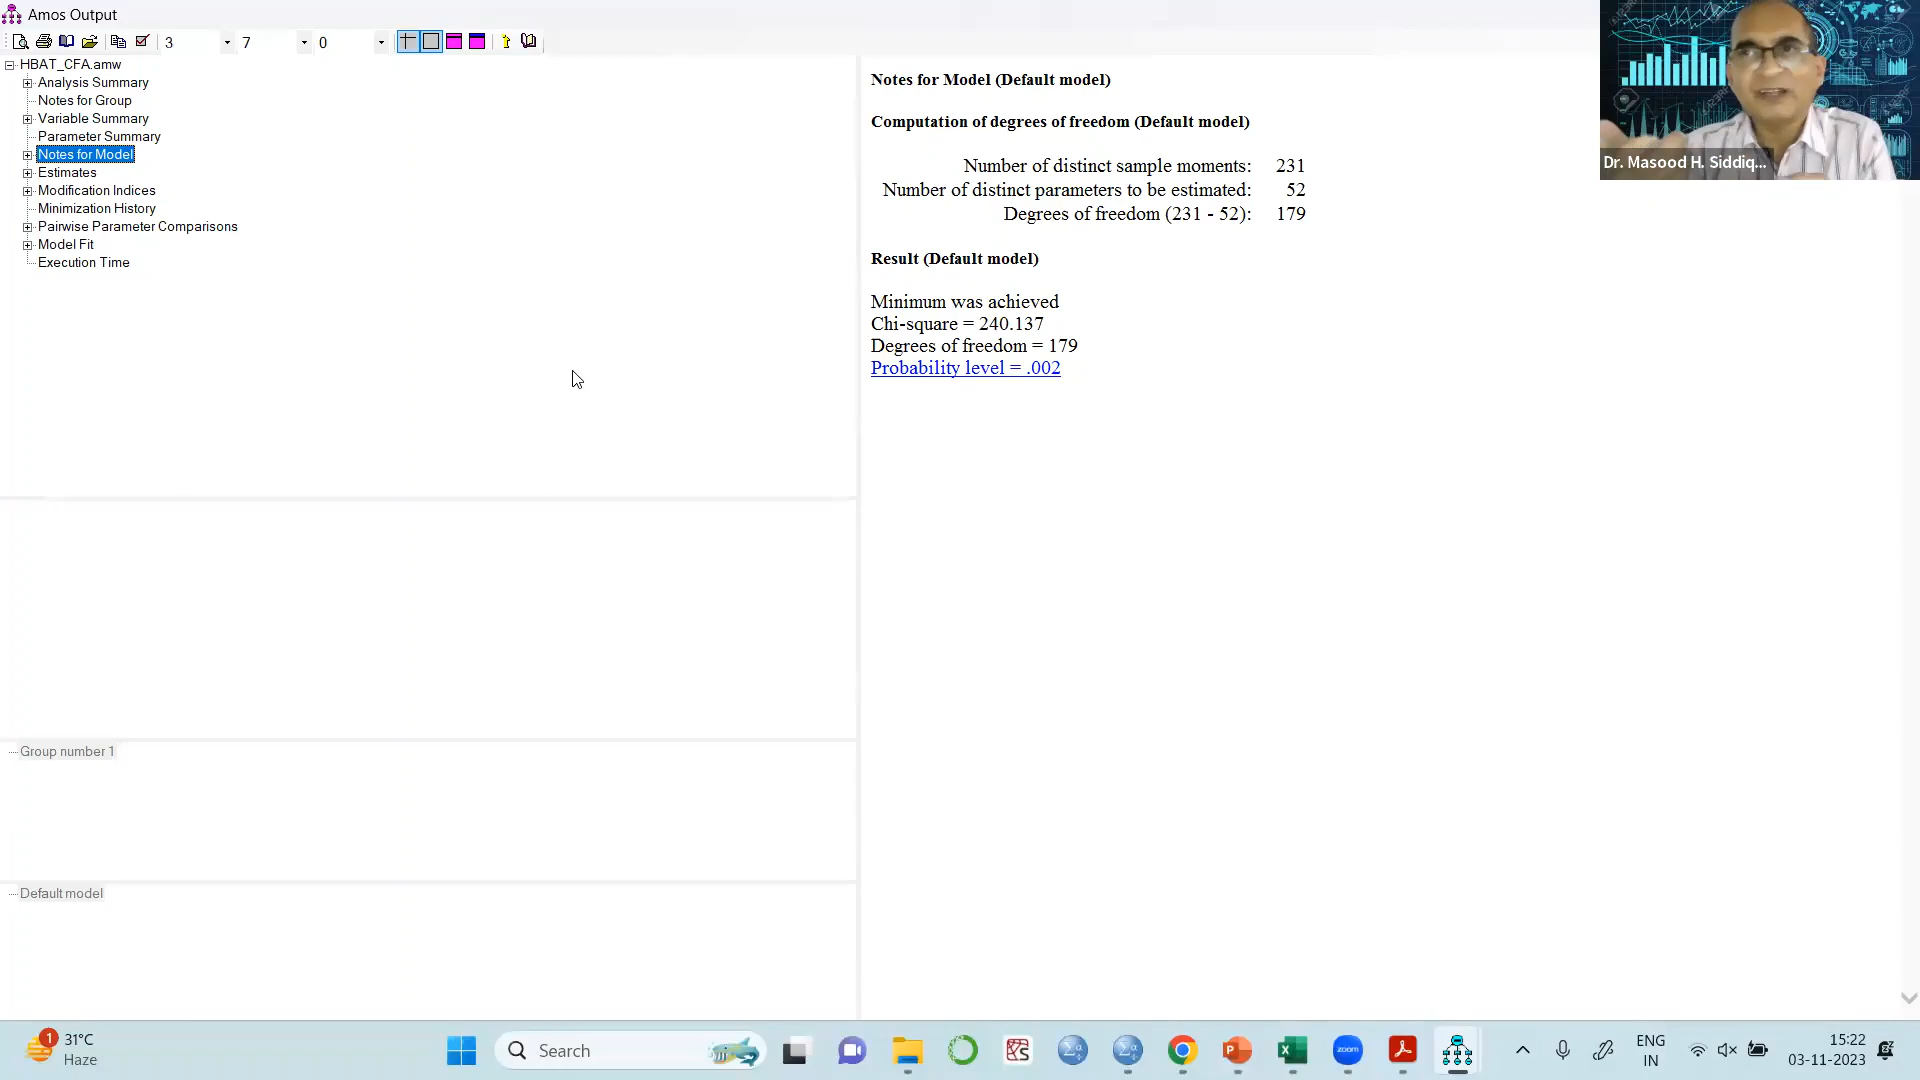 Amos Output
3 7 0
HBAT_CFA.amw
Analysis Summary
Notes for Group
Variable Summary
Parameter Summary
Notes for Model
Estimates
Modification Indices
Minimization History
Pairwise Parameter Comparisons
Model Fit
Execution Time
Group number 1
Default model
Notes for Model (Default model)
Computation of degrees of freedom (Default model)
Number of distinct sample moments: 231
Number of distinct parameters to be estimated: 52
Degrees of freedom (231 - 52): 179
Result (Default model)
Minimum was achieved
Chi-square = 240.137
Degrees of freedom = 179
Probability level = .002
Dr. Masood H. Siddiq...
1
31°C
Haze
Search
zoom
ENG
IN
15:22
03-11-2023